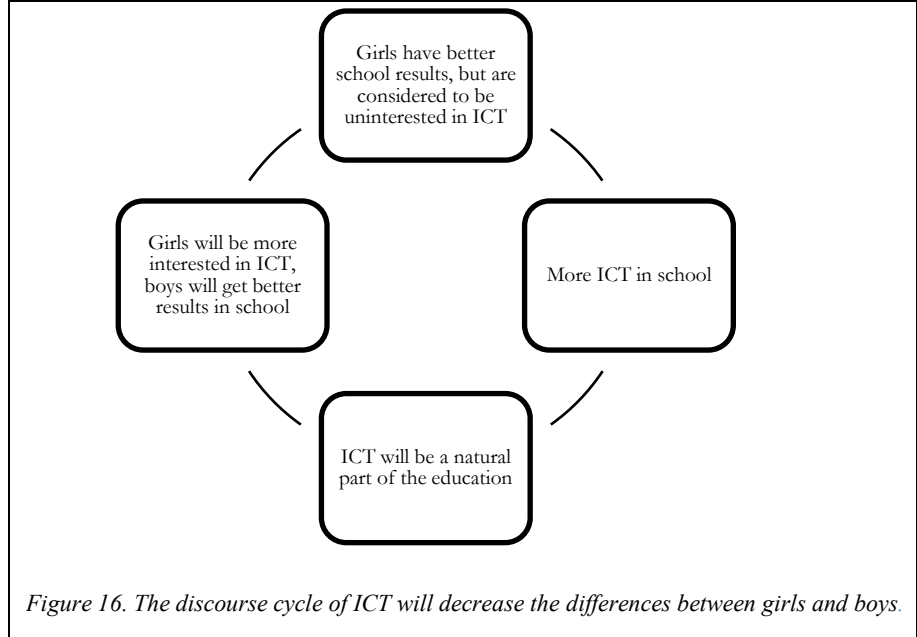 Girls have better
school results, but are
considered to be
uninterested in ICT
Girls will be more
interested in ICT,
boys will get better
results in school
More ICT in school
ICT will be a natural
part of the education
Figure 16. The discourse cycle of ICT will decrease the differences between girls and boys.